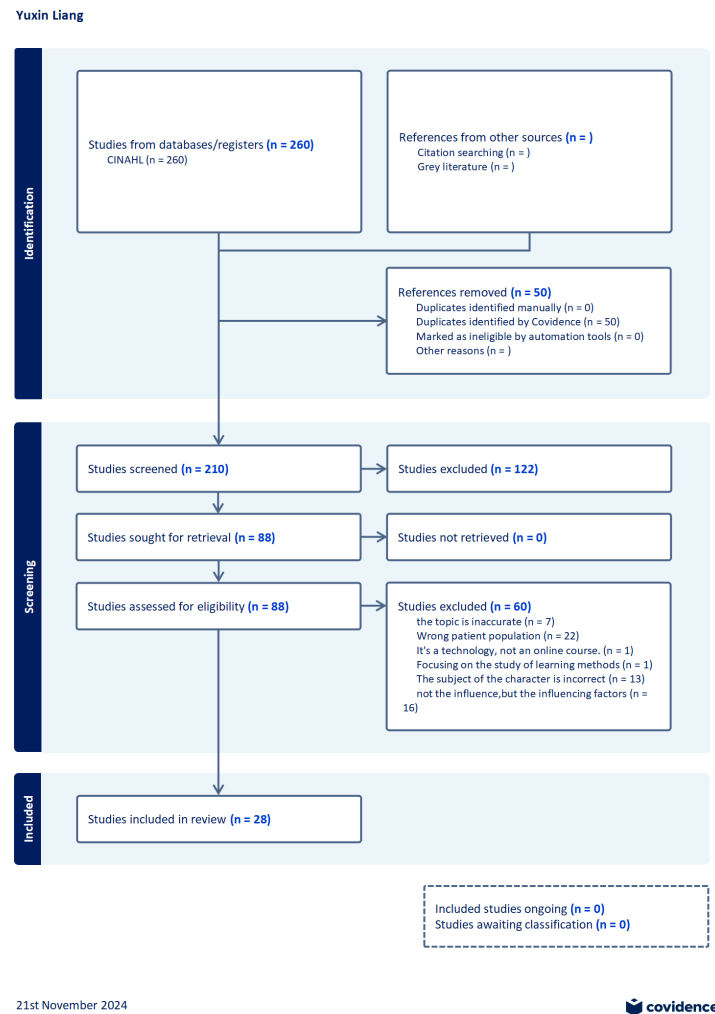 Yuxin Liang
Identification
Studies from databases/registers (n = 260)
CINAHL (n = 260)
References from other sources (n = )
Citation searching (n = )
Grey literature (n = )
References removed (n = 50)
Duplicates identified manually (n = 0)
Duplicates identified by Covidence (n = 50)
Marked as ineligible by automation tools (n = 0)
Other reasons (n = )
Screening
Studies screened (n = 210)
Studies excluded (n = 122)
Studies sought for retrieval (n = 88)
Studies not retrieved (n = 0)
Studies assessed for eligibility (n = 88)
Studies excluded (n = 60)
the topic is inaccurate (n = 7)
Wrong patient population (n = 22)
It's a technology, not an online course. (n = 1)
Focusing on the study of learning methods (n = 1)
The subject of the character is incorrect (n = 13)
not the influence,but the influencing factors (n =
16)
Included
Studies included in review (n = 28)
Included studies ongoing (n = 0)
Studies awaiting classification (n = 0)
21st November 2024
covidence